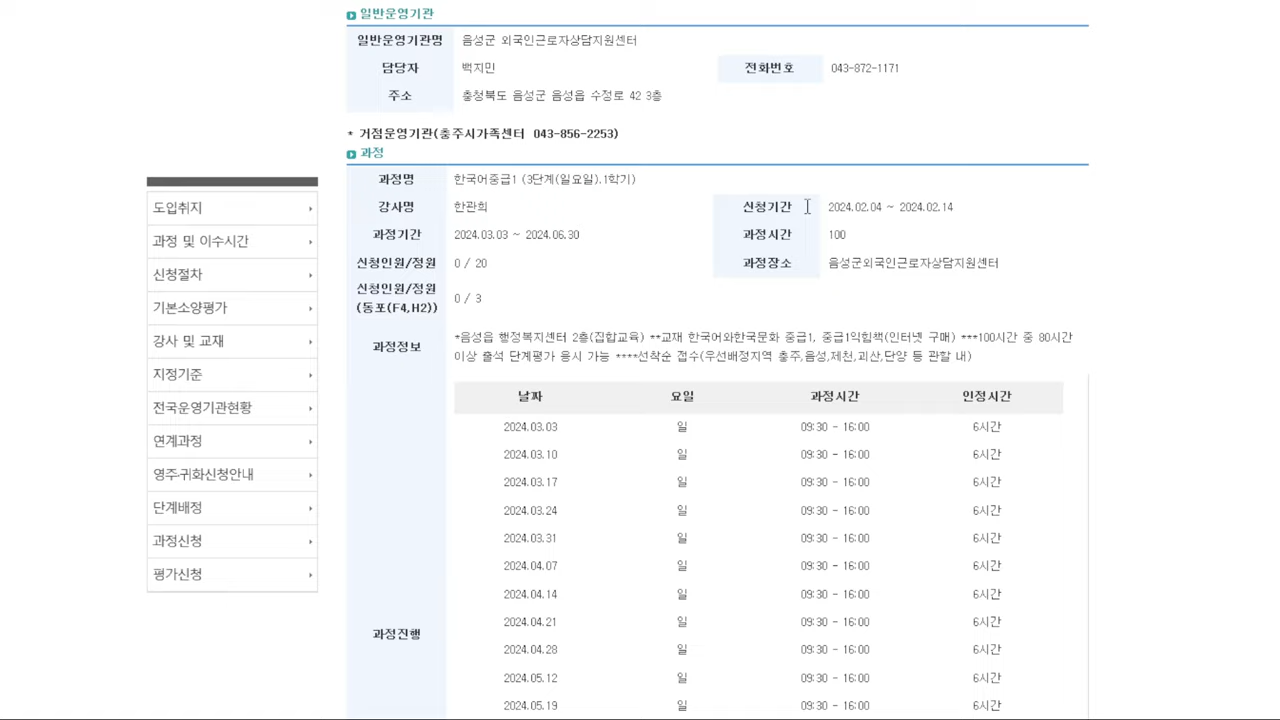 일반운영기관
일반운영기관명 음성군 외국인근로자상담지원센터
담당자 백지민 전화번호 043-872-1171
주소 충청북도 음성군 음성읍 수정로 42 3층
* 거점운영기관(충주시가족센터 043-856-2253)
과정
과정명 한국어중급1 (3단계(일요일).1학기)
강사명 한관희 신청기간 2024.02.04 ~ 2024.02.14
과정기간 2024.03.03 ~ 2024.06.30 과정시간 100
신청인원/정원 0 / 20 과정장소 음성군외국인근로자상담지원센터
신청인원/정원
(동포(F4,H2)) 0 / 3
과정정보 *음성읍 행정복지센터 2층(집합교육) **교재 한국어와한국문화 중급1, 중급1익힘책(인터넷 구매) ***100시간 중 80시간
이상 출석 단계평가 응시 가능 ****선착순 접수(우선배정지역 충주,음성,제천,괴산,단양 등 관할 내)
과정진행
날짜 요일 과정시간 인정시간
2024.03.03 일 09:30 - 16:00 6시간
2024.03.10 일 09:30 - 16:00 6시간
2024.03.17 일 09:30 - 16:00 6시간
2024.03.24 일 09:30 - 16:00 6시간
2024.03.31 일 09:30 - 16:00 6시간
2024.04.07 일 09:30 - 16:00 6시간
2024.04.14 일 09:30 - 16:00 6시간
2024.04.21 일 09:30 - 16:00 6시간
2024.04.28 일 09:30 - 16:00 6시간
2024.05.12 일 09:30 - 16:00 6시간
2024.05.19 일 09:30 - 16:00 6시간
도입취지
과정 및 이수시간
신청절차
기본소양평가
강사 및 교재
지정기준
전국운영기관현황
연계과정
영주·귀화신청안내
단계배정
과정신청
평가신청